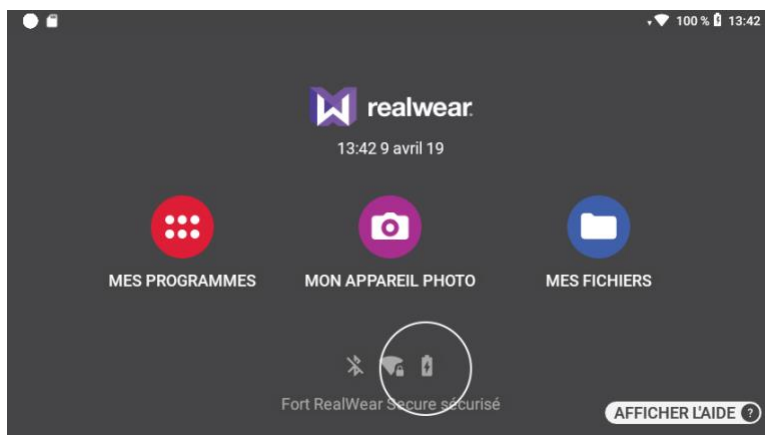 100 % 13:42
realwear
13:42 9 avril 19
MES PROGRAMMES MON APPAREIL PHOTO MES FICHIERS
Fort RealWear Secure sécurisé
AFFICHER L'AIDE ?